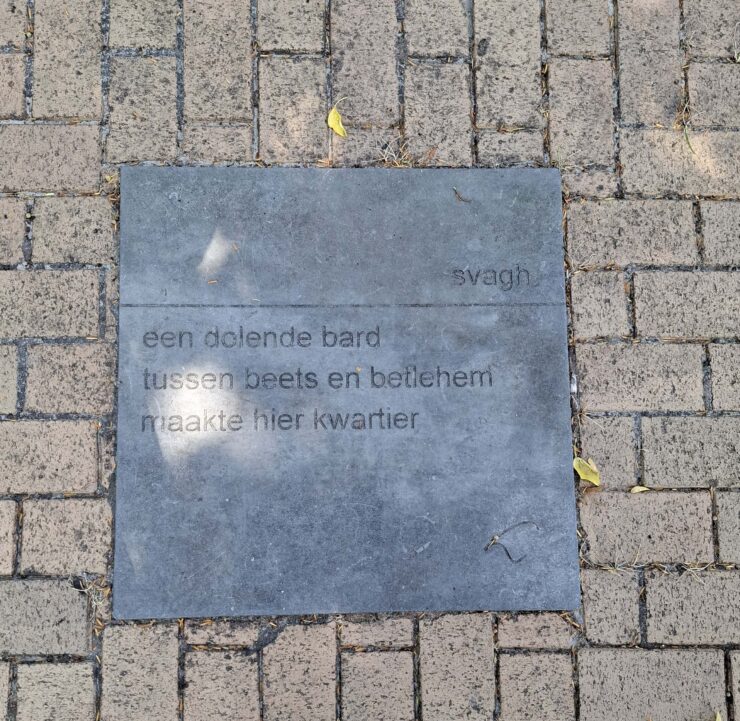 svagh
een dolende bard
tussen beets en betlehem
maakte hier kwartier